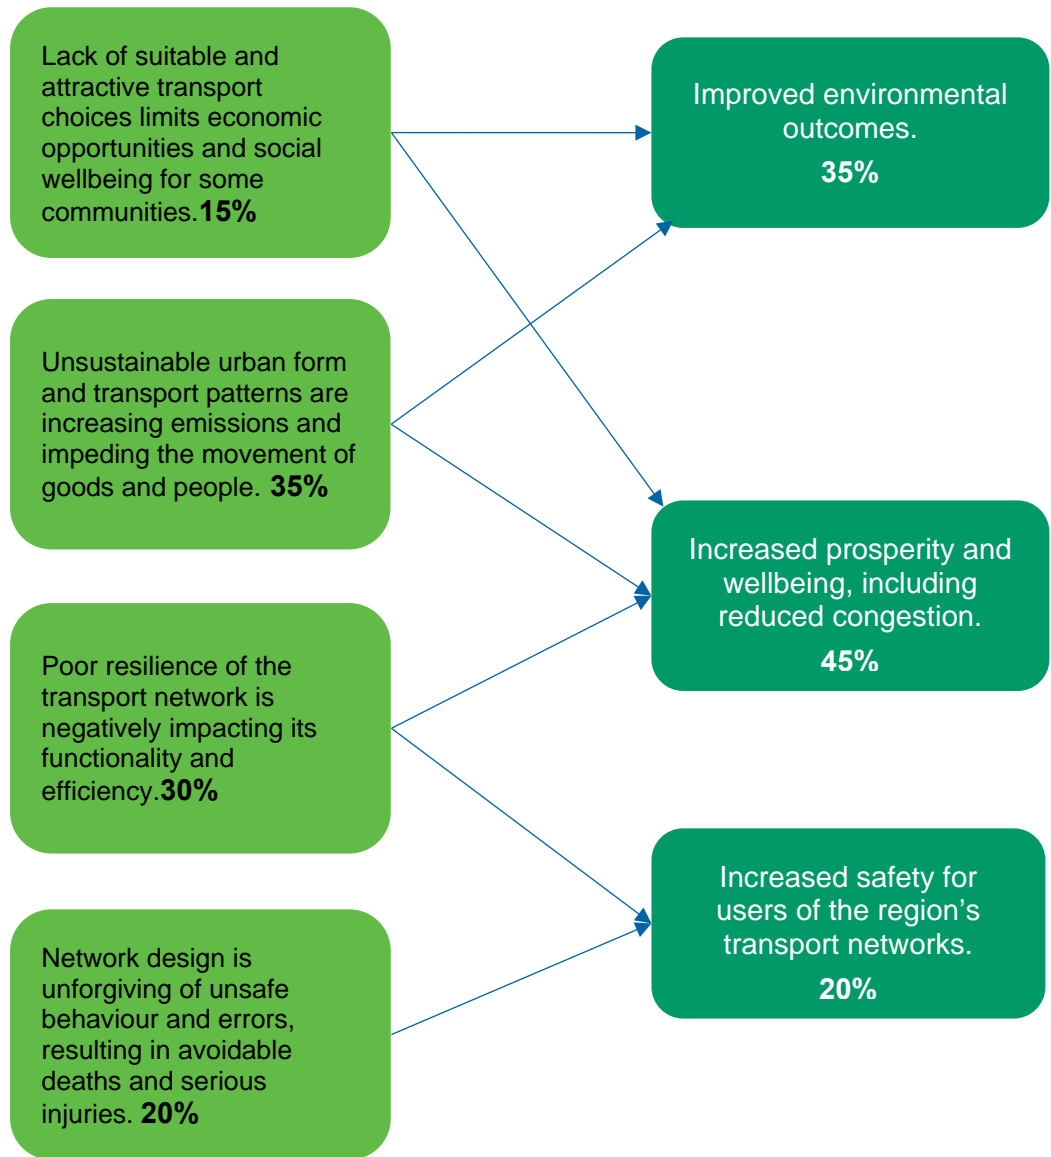 Lack of suitable and
attractive transport
choices limits economic
opportunities and social
wellbeing for some
communities.15%
Unsustainable urban form
and transport patterns are
increasing emissions and
impeding the movement of
goods and people. 35%
Poor resilience of the
transport network is
negatively impacting its
functionality and
efficiency.30%
Network design is
unforgiving of unsafe
behaviour and errors,
resulting in avoidable
deaths and serious
injuries. 20%
Improved environmental
outcomes.
35%
Increased prosperity and
wellbeing, including
reduced congestion.
45%
Increased safety for
users of the region’s
transport networks.
20%